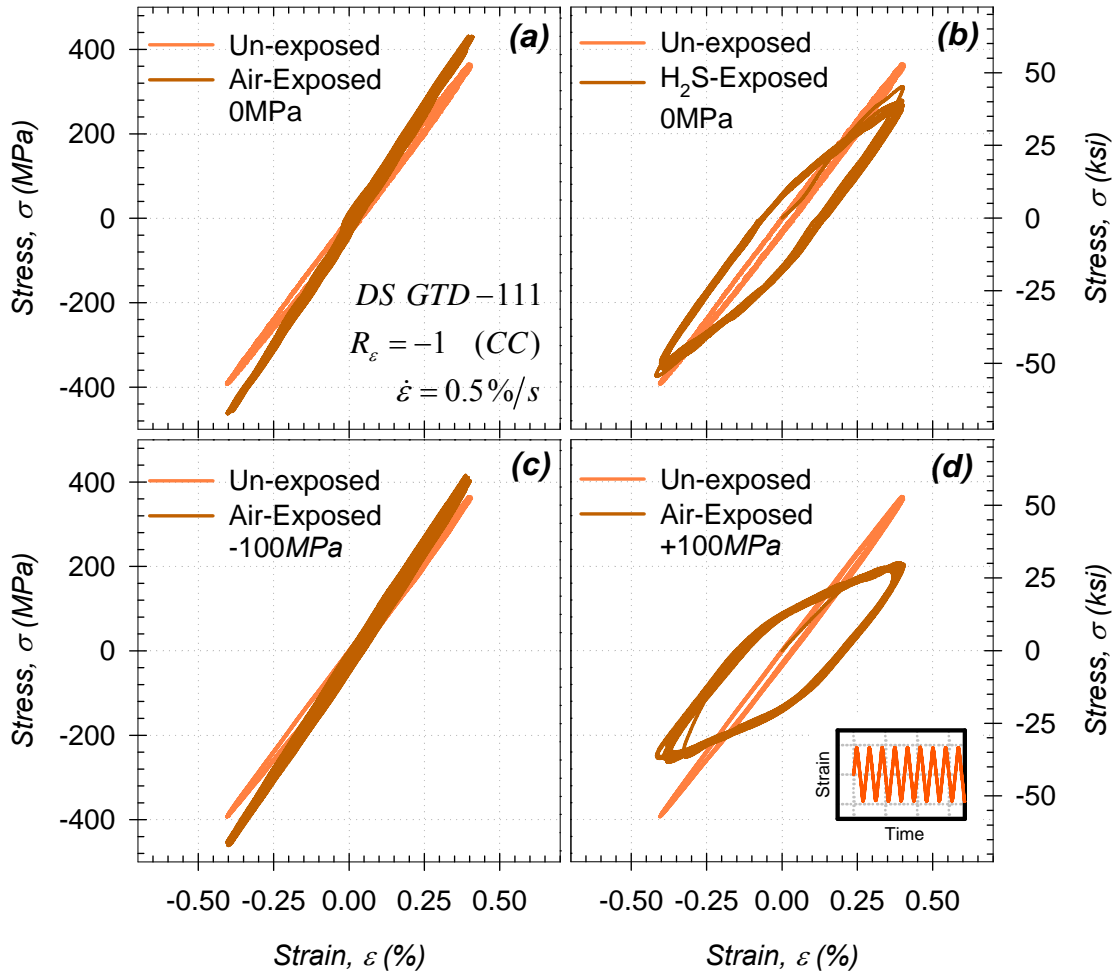 (a)
Un-exposed
Air-Exposed
0MPa
DS GTD −111
R_ε = −1 (CC)
ε̇ = 0.5%/s
400
200
0
-200
-400
Stress, σ (MPa)
(b)
Un-exposed
H₂S-Exposed
0MPa
50
25
0
-25
-50
Stress, σ (ksi)
(c)
Un-exposed
Air-Exposed
-100MPa
400
200
0
-200
-400
Stress, σ (MPa)
-0.50 -0.25 0.00 0.25 0.50
Strain, ε (%)
(d)
Un-exposed
Air-Exposed
+100MPa
50
25
0
-25
-50
Stress, σ (ksi)
Strain
Time
-0.50 -0.25 0.00 0.25 0.50
Strain, ε (%)